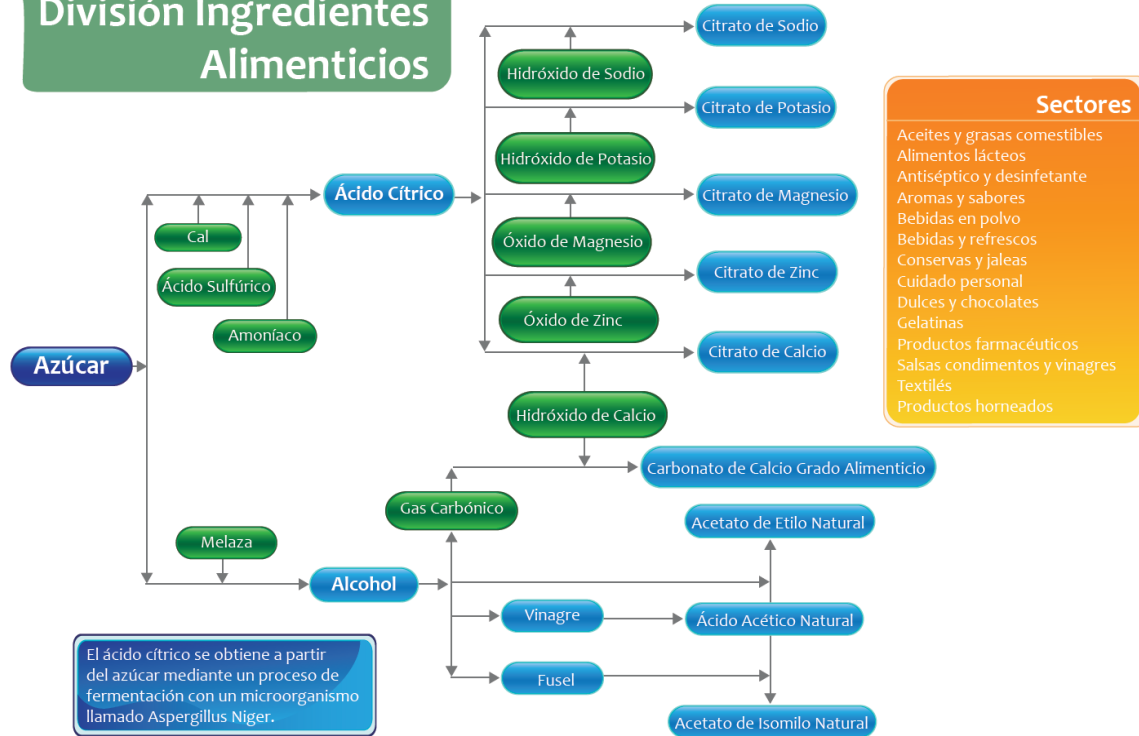 División Ingredientes
Alimenticios
Citrato de Sodio
Hidróxido de Sodio
Citrato de Potasio
Hidróxido de Potasio
Ácido Cítrico
Citrato de Magnesio
Cal
Óxido de Magnesio
Ácido Sulfúrico
Citrato de Zinc
Amoníaco
Óxido de Zinc
Azúcar
Citrato de Calcio
Hidróxido de Calcio
Carbonato de Calcio Grado Alimenticio
Gas Carbónico
Acetato de Etilo Natural
Melaza
Alcohol
Vinagre
Ácido Acético Natural
Fusel
Acetato de Isomilo Natural
Sectores
Aceites y grasas comestibles
Alimentos lácteos
Antiséptico y desinfetante
Aromas y sabores
Bebidas en polvo
Bebidas y refrescos
Conservas y jaleas
Cuidado personal
Dulces y chocolates
Gelatinas
Productos farmacéuticos
Salsas condimentos y vinagres
Textilés
Productos horneados
El ácido cítrico se obtiene a partir
del azúcar mediante un proceso de
fermentación con un microorganismo
llamado Aspergillus Niger.